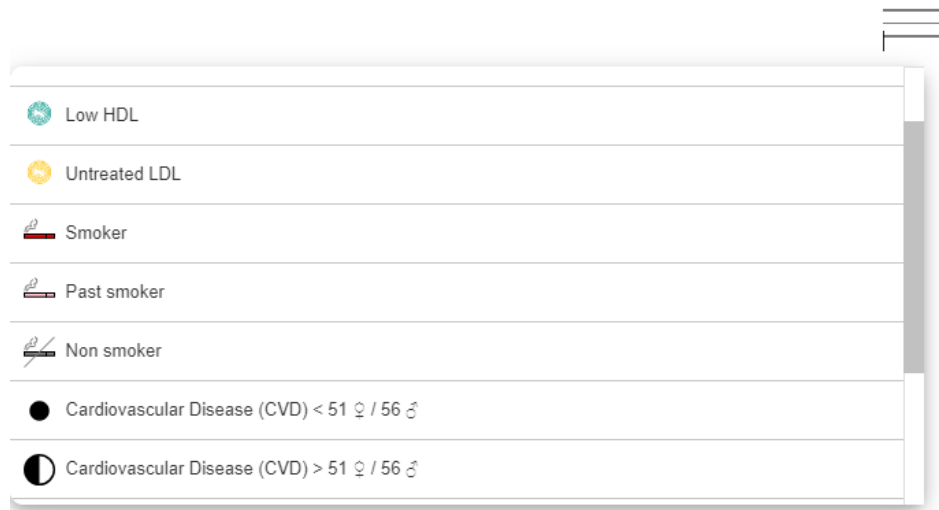 Low HDL
Untreated LDL
Smoker
Past smoker
Non smoker
Cardiovascular Disease (CVD) < 51 ♀ / 56 ♂
Cardiovascular Disease (CVD) > 51 ♀ / 56 ♂